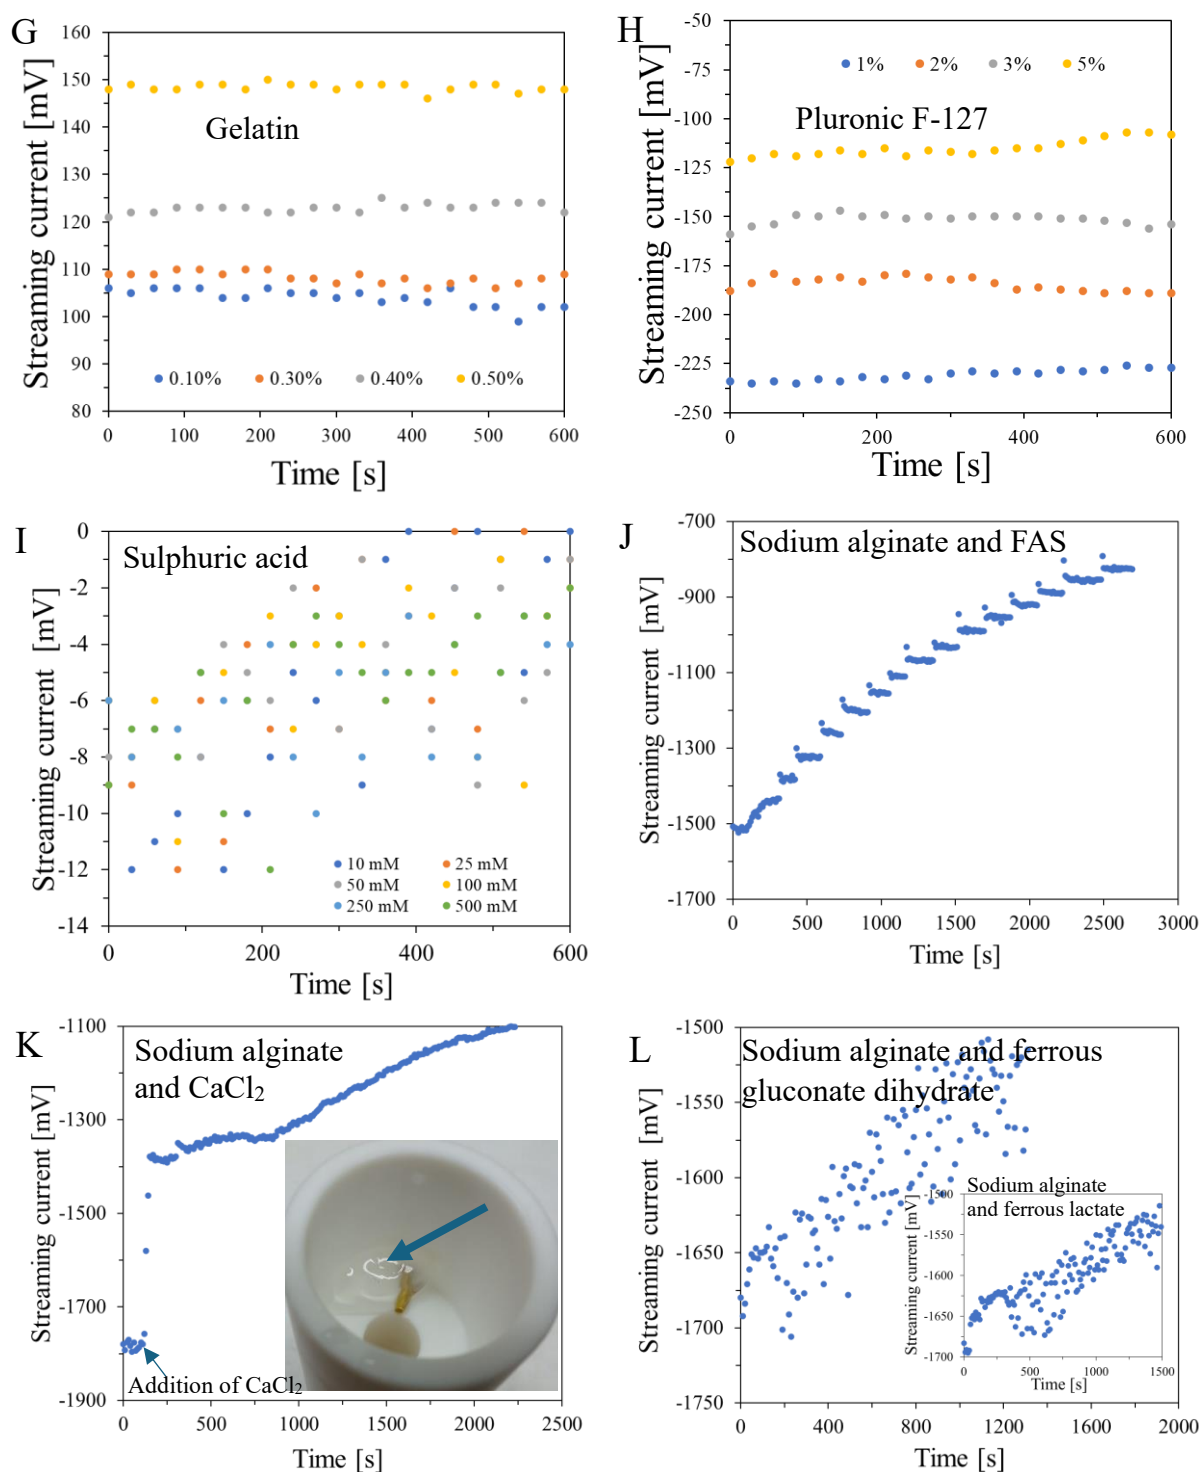 G
160
150
140
130
120
110
100
90
80
Streaming current [mV]
Gelatin
0.10% 0.30% 0.40% 0.50%
0 100 200 300 400 500 600
Time [s]
H
-50
-75
-100
-125
-150
-175
-200
-225
-250
Streaming current [mV]
1% 2% 3% 5%
Pluronic F-127
0 200 400 600
Time [s]
I
0
-2
-4
-6
-8
-10
-12
-14
Streaming current [mV]
Sulphuric acid
10 mM 25 mM
50 mM 100 mM
250 mM 500 mM
0 200 400 600
Time [s]
J
-700
-900
-1100
-1300
-1500
-1700
Streaming current [mV]
Sodium alginate and FAS
0 500 1000 1500 2000 2500 3000
Time [s]
K
-1100
-1300
-1500
-1700
-1900
Streaming current [mV]
Sodium alginate
and CaCl₂
Addition of CaCl₂
0 500 1000 1500 2000 2500
Time [s]
L
-1500
-1550
-1600
-1650
-1700
-1750
Streaming current [mV]
Sodium alginate and ferrous
gluconate dihydrate
Sodium alginate
and ferrous lactate
-1500
-1550
-1600
-1650
-1700
Streaming current [mV]
0 500 1000 1500
Time [s]
0 400 800 1200 1600 2000
Time [s]